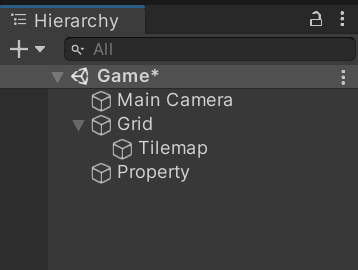 Hierarchy
All
Game*
Main Camera
Grid
Tilemap
Property